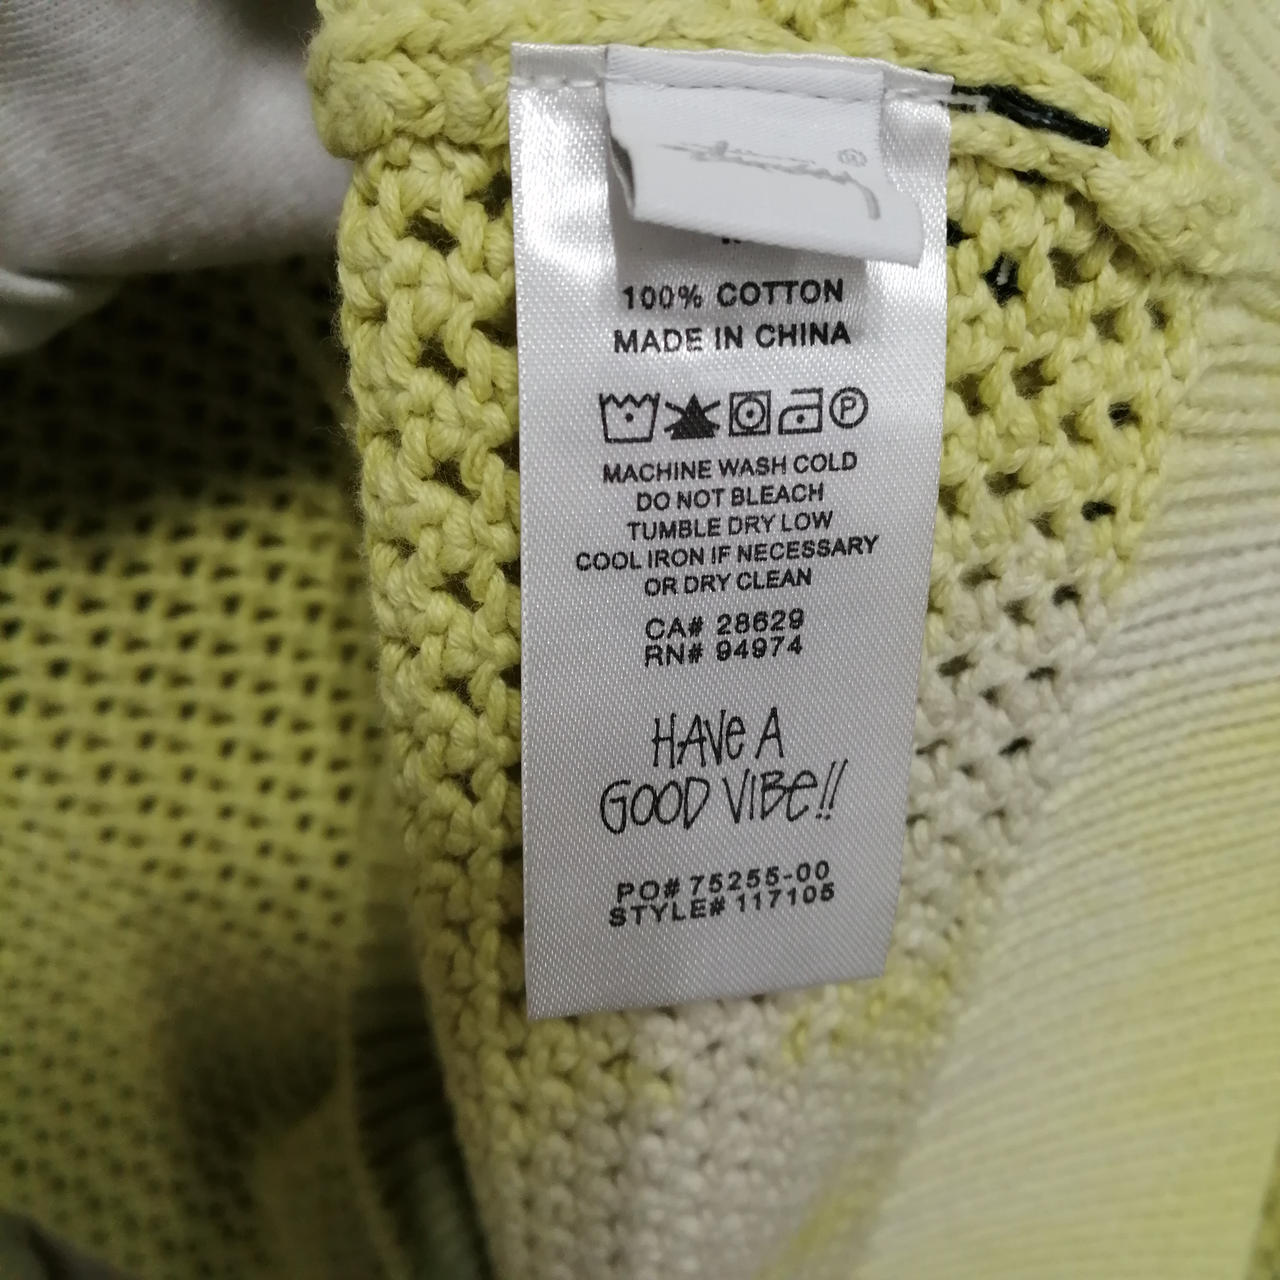 100% COTTON
MADE IN CHINA
P
MACHINE WASH COLD
DO NOT BLEACH
TUMBLE DRY LOW
COOL IRON IF NECESSARY
OR DRY CLEAN
CA# 28629
RN# 94974
HAVE A
GOOD VIBE!!
PO# 75255-00
STYLE# 117105